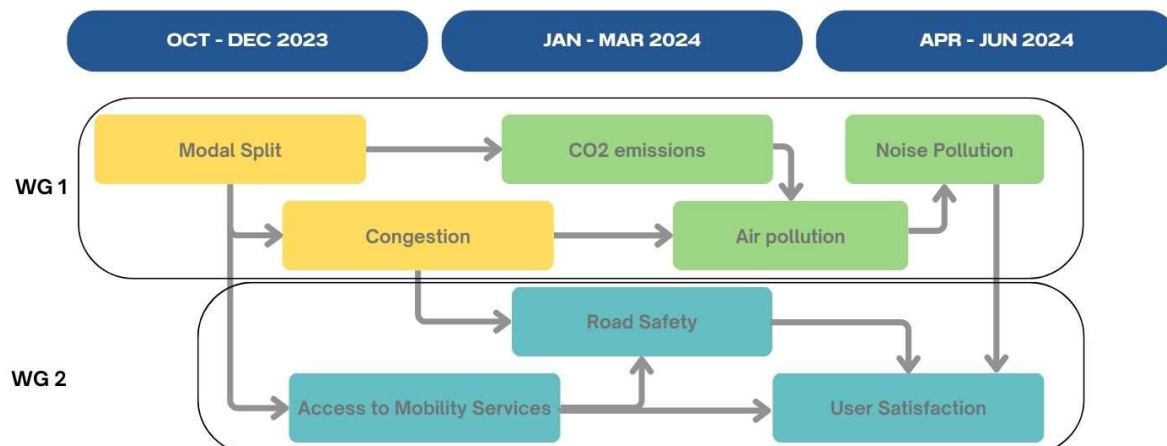 OCT - DEC 2023
JAN - MAR 2024
APR - JUN 2024
WG 1
Modal Split
CO2 emissions
Noise Pollution
Congestion
Air pollution
WG 2
Road Safety
Access to Mobility Services
User Satisfaction